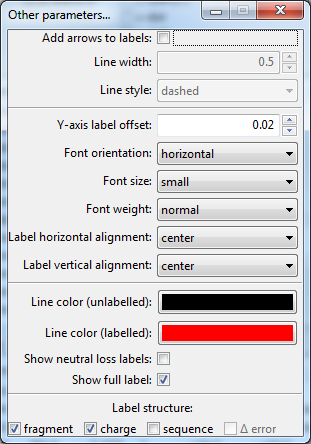 Other parameters...
Add arrows to labels:
Line width: 0.5
Line style: dashed
Y-axis label offset: 0.02
Font orientation: horizontal
Font size: small
Font weight: normal
Label horizontal alignment: center
Label vertical alignment: center
Line color (unlabelled):
Line color (labelled):
Show neutral loss labels:
Show full label:
Label structure:
fragment charge sequence Δ error